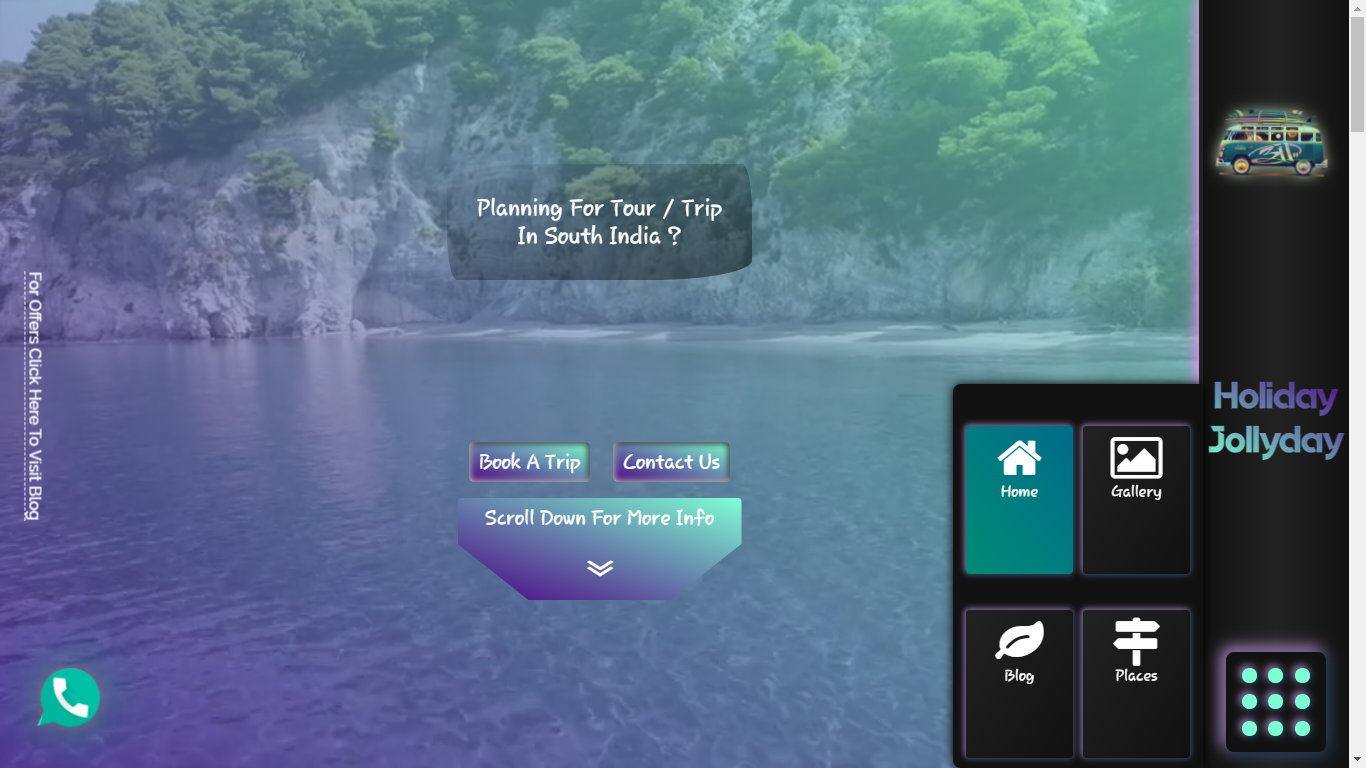 Planning For Tour / Trip
In South India ?
For Offers Click Here To Visit Blog
Book A Trip
Contact Us
Scroll Down For More Info
Home
Gallery
Blog
Places
Holiday
Jollyday